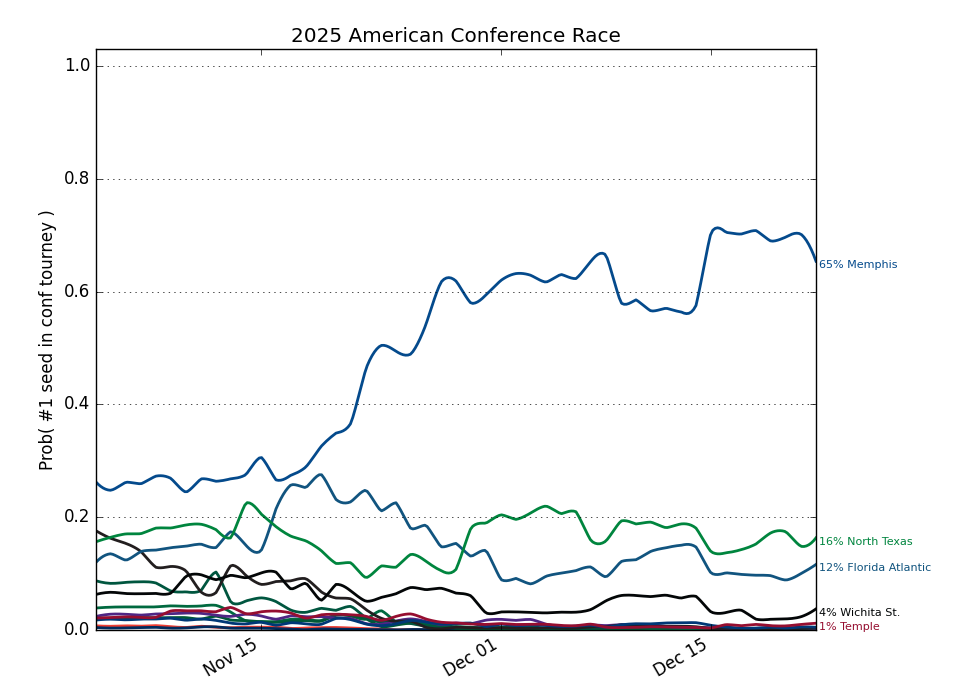 2025 American Conference Race
Prob( #1 seed in conf tourney )
1.0
0.8
0.6
0.4
0.2
0.0
Nov 15
Dec 01
Dec 15
65% Memphis
16% North Texas
12% Florida Atlantic
4% Wichita St.
1% Temple